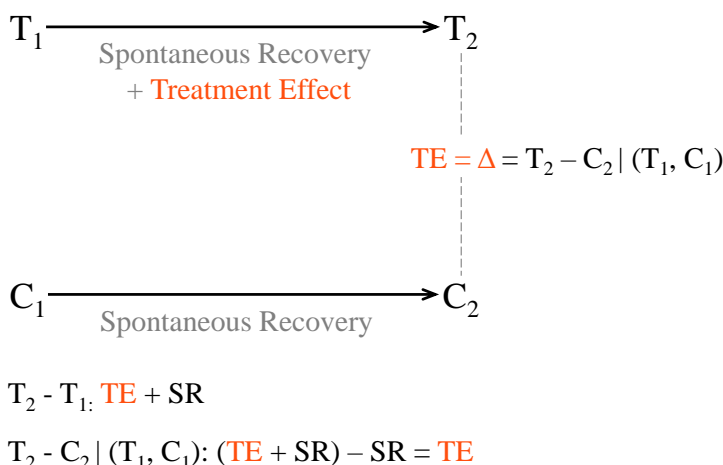 T₁ T₂
Spontaneous Recovery
+ Treatment Effect
TE = Δ = T₂ – C₂ | (T₁, C₁)
C₁ C₂
Spontaneous Recovery
T₂ - T₁: TE + SR
T₂ - C₂ | (T₁, C₁): (TE + SR) – SR = TE